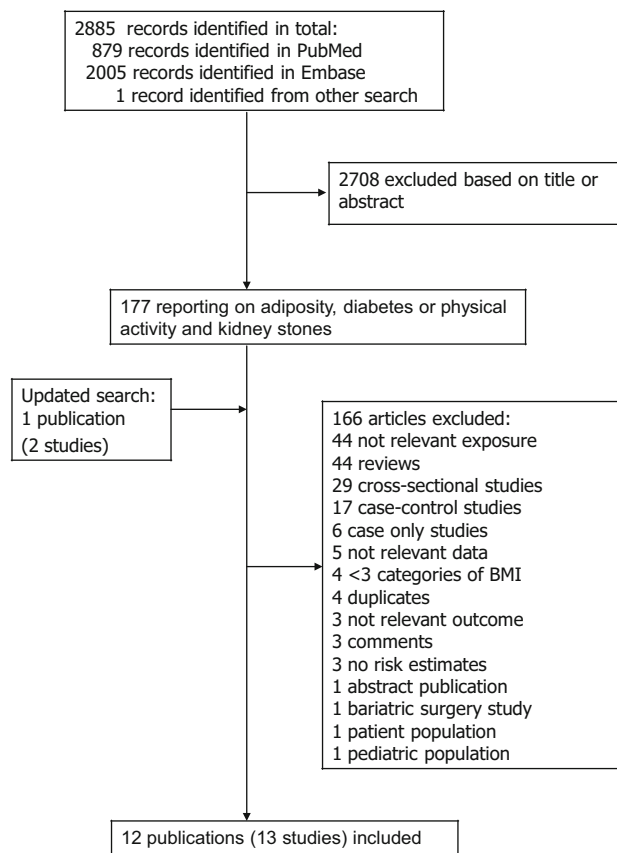 2885 records identified in total:
879 records identified in PubMed
2005 records identified in Embase
1 record identified from other search
2708 excluded based on title or
abstract
177 reporting on adiposity, diabetes or physical
activity and kidney stones
Updated search:
1 publication
(2 studies)
166 articles excluded:
44 not relevant exposure
44 reviews
29 cross-sectional studies
17 case-control studies
6 case only studies
5 not relevant data
4 <3 categories of BMI
4 duplicates
3 not relevant outcome
3 comments
3 no risk estimates
1 abstract publication
1 bariatric surgery study
1 patient population
1 pediatric population
12 publications (13 studies) included